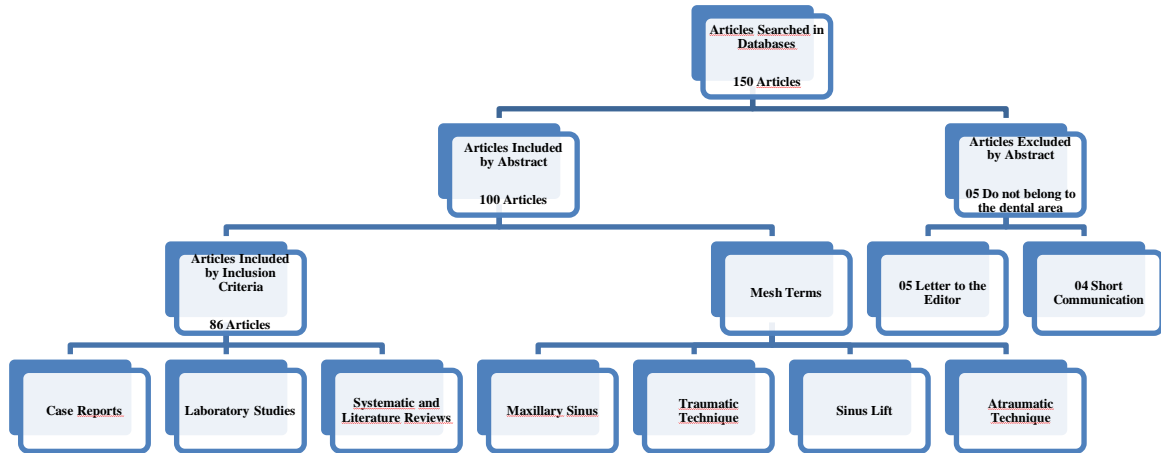 Articles Searched in
Databases
150 Articles
Articles Included
by Abstract
100 Articles
Articles Excluded
by Abstract
05 Do not belong to
the dental area
Articles Included
by Inclusion
Criteria
86 Articles
Mesh Terms
05 Letter to the
Editor
04 Short
Communication
Case Reports
Laboratory Studies
Systematic and
Literature Reviews
Maxillary Sinus
Traumatic
Technique
Sinus Lift
Atraumatic
Technique